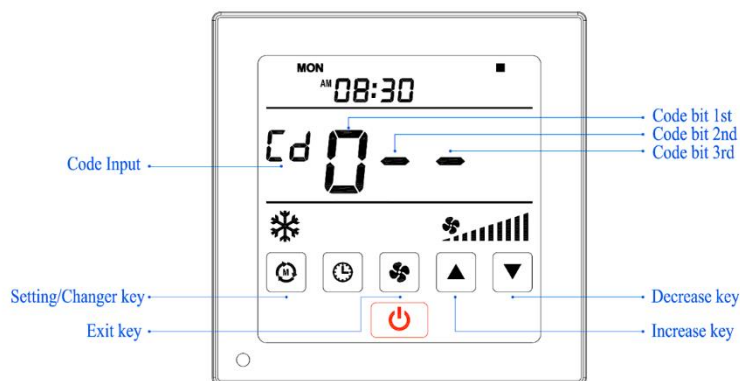 MON
AM 08:30
Cd 0--
Code bit 1st
Code bit 2nd
Code bit 3rd
Code Input
M
Setting/Changer key
Exit key
Decrease key
Increase key